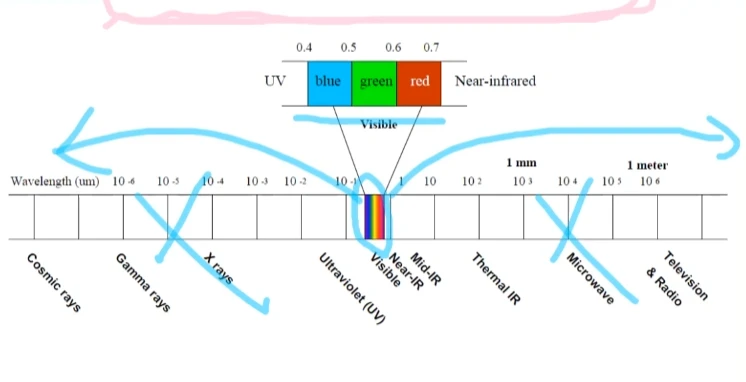 0.4 0.5 0.6 0.7
UV blue green red Near-infrared
Visible
1 mm 1 meter
Wavelength (um) 10 -6 10 -5 10 -4 10 -3 10 -2 10 -1 1 10 10 2 10 3 10 4 10 5 10 6
Cosmic rays
Gamma rays
X rays
Ultraviolet (UV)
Visible
Near-IR
Mid-IR
Thermal IR
Microwave
Television
& Radio